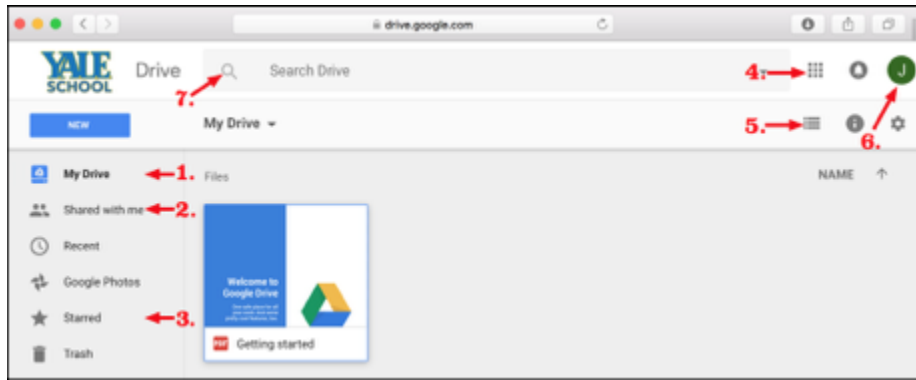 drive.google.com
YALE
SCHOOL
Drive
Search Drive
4.
J
7.
NEW
My Drive
5.
6.
My Drive
1.
Files
NAME
Shared with me
2.
Recent
Google Photos
Welcome to
Google Drive
Starred
3.
PDF
Getting started
Trash